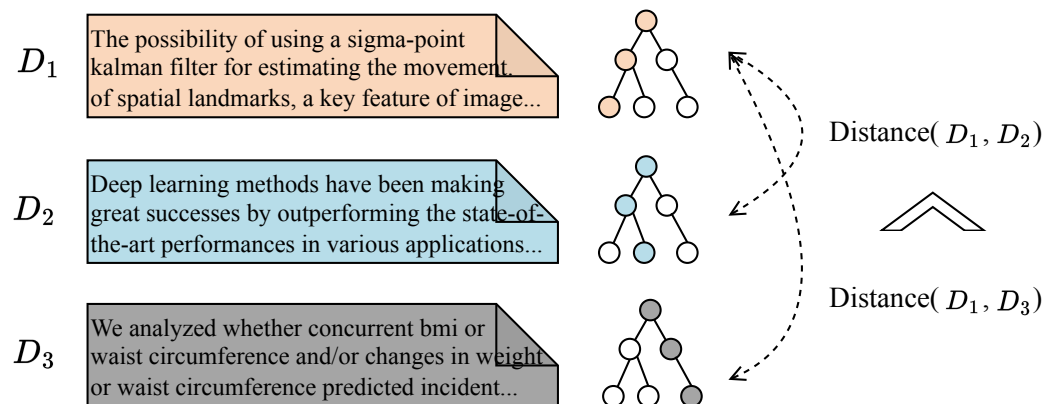 D1
The possibility of using a sigma-point
kalman filter for estimating the movement.
of spatial landmarks, a key feature of image...
Distance( D1, D2)
D2
Deep learning methods have been making
great successes by outperforming the state-of-
the-art performances in various applications...
Distance( D1, D3)
D3
We analyzed whether concurrent bmi or
waist circumference and/or changes in weight
or waist circumference predicted incident...